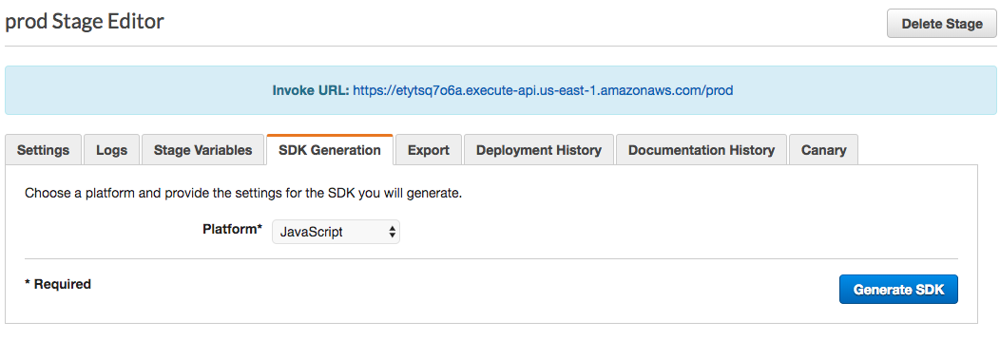 prod Stage Editor
Delete Stage
Invoke URL: https://etytsq7o6a.execute-api.us-east-1.amazonaws.com/prod
Settings Logs Stage Variables SDK Generation Export Deployment History Documentation History Canary
Choose a platform and provide the settings for the SDK you will generate.
Platform* JavaScript
* Required
Generate SDK